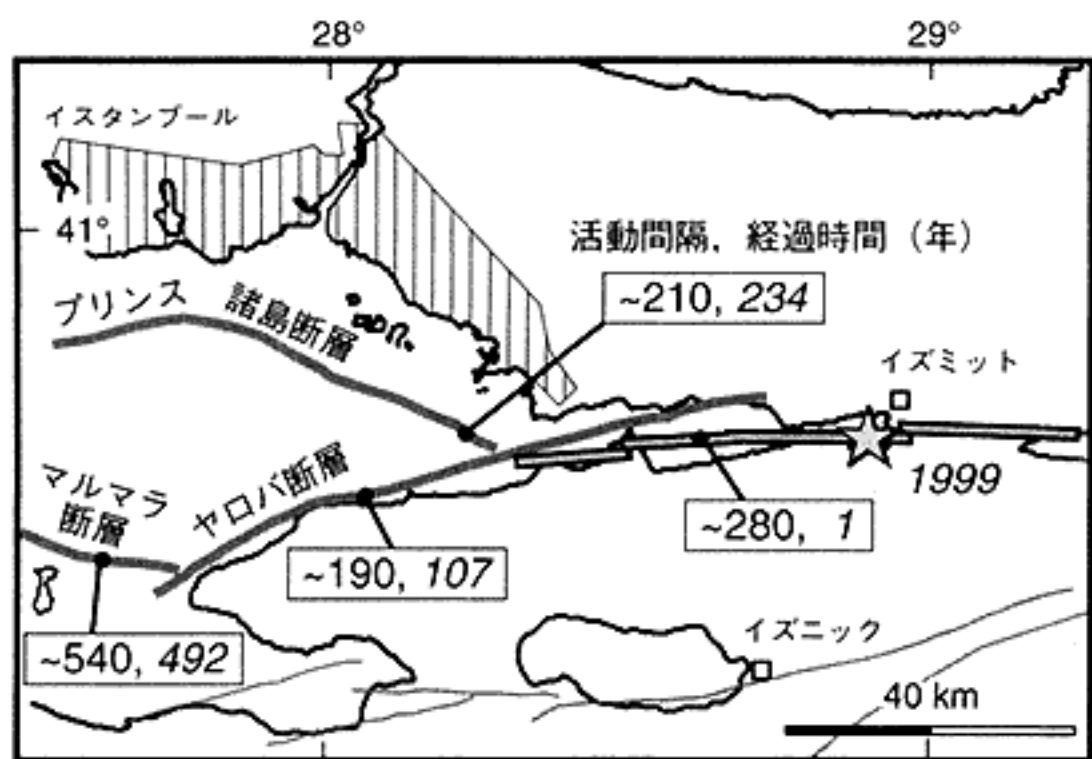 28°
29°
イスタンブール
41°
活動間隔，経過時間（年）
~210, 234
プリンス 諸島断層
イズミット
1999
マルマラ
断層
ヤロバ断層
~280, 1
~190, 107
~540, 492
イズニック
40 km